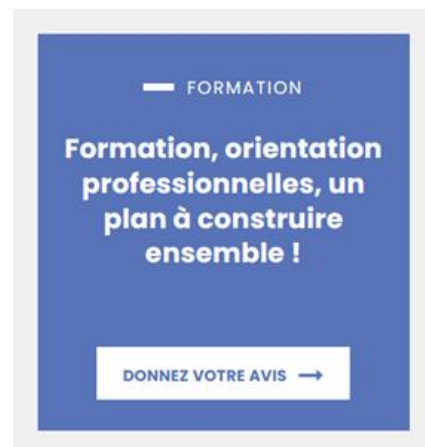 FORMATION
Formation, orientation
professionnelles, un
plan à construire
ensemble !
DONNEZ VOTRE AVIS